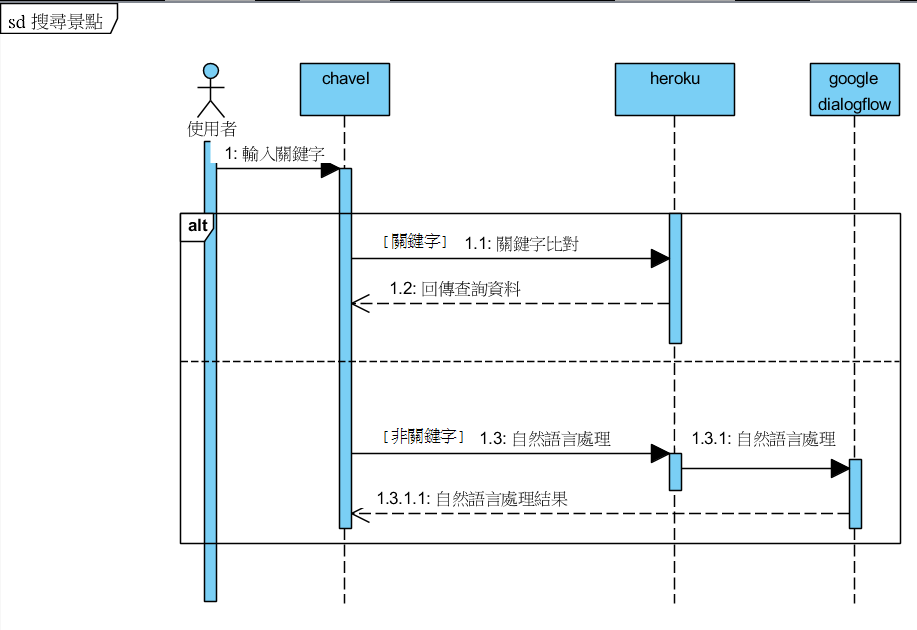 sd 搜尋景點
chavel
heroku
google
dialogflow
使用者
1: 輸入關鍵字
alt
[關鍵字] 1.1: 關鍵字比對
1.2: 回傳查詢資料
[非關鍵字] 1.3: 自然語言處理
1.3.1: 自然語言處理
1.3.1.1: 自然語言處理結果